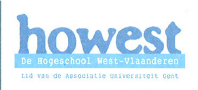 howest
De Hogeschool West-Vlaanderen
Lid van de Associatie Universiteit Gent